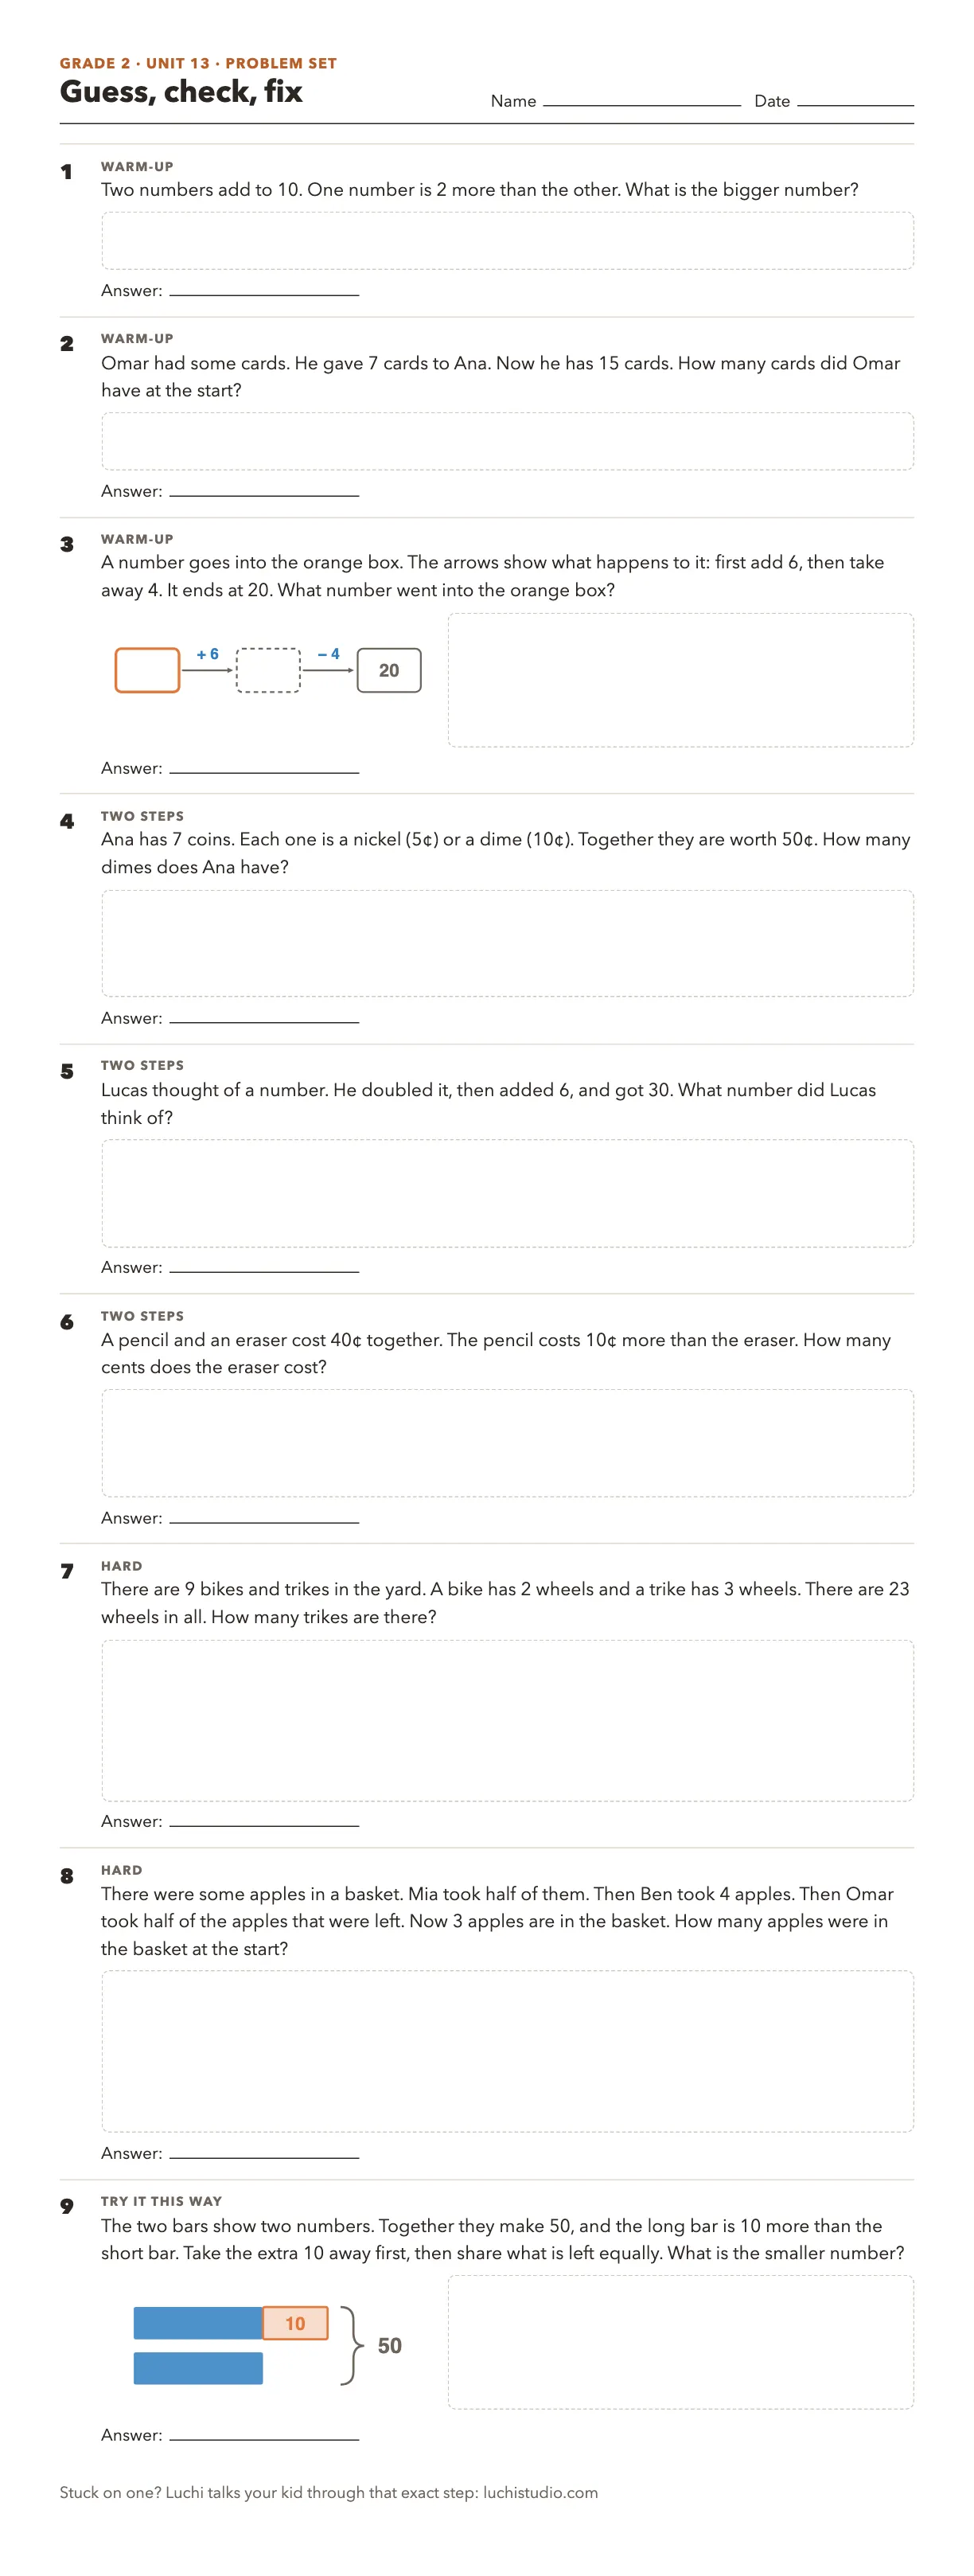 GRADE 2 · UNIT 13 · PROBLEM SET
Guess, check, fix
Name
Date
1
WARM-UP
Two numbers add to 10. One number is 2 more than the other. What is the bigger number?
Answer:
2
WARM-UP
Omar had some cards. He gave 7 cards to Ana. Now he has 15 cards. How many cards did Omar
have at the start?
Answer:
3
WARM-UP
A number goes into the orange box. The arrows show what happens to it: first add 6, then take
away 4. It ends at 20. What number went into the orange box?
+ 6
− 4
20
Answer:
4
TWO STEPS
Ana has 7 coins. Each one is a nickel (5¢) or a dime (10¢). Together they are worth 50¢. How many
dimes does Ana have?
Answer:
5
TWO STEPS
Lucas thought of a number. He doubled it, then added 6, and got 30. What number did Lucas
think of?
Answer:
6
TWO STEPS
A pencil and an eraser cost 40¢ together. The pencil costs 10¢ more than the eraser. How many
cents does the eraser cost?
Answer:
7
HARD
There are 9 bikes and trikes in the yard. A bike has 2 wheels and a trike has 3 wheels. There are 23
wheels in all. How many trikes are there?
Answer:
8
HARD
There were some apples in a basket. Mia took half of them. Then Ben took 4 apples. Then Omar
took half of the apples that were left. Now 3 apples are in the basket. How many apples were in
the basket at the start?
Answer:
9
TRY IT THIS WAY
The two bars show two numbers. Together they make 50, and the long bar is 10 more than the
short bar. Take the extra 10 away first, then share what is left equally. What is the smaller number?
10
50
Answer:
Stuck on one? Luchi talks your kid through that exact step: luchistudio.com